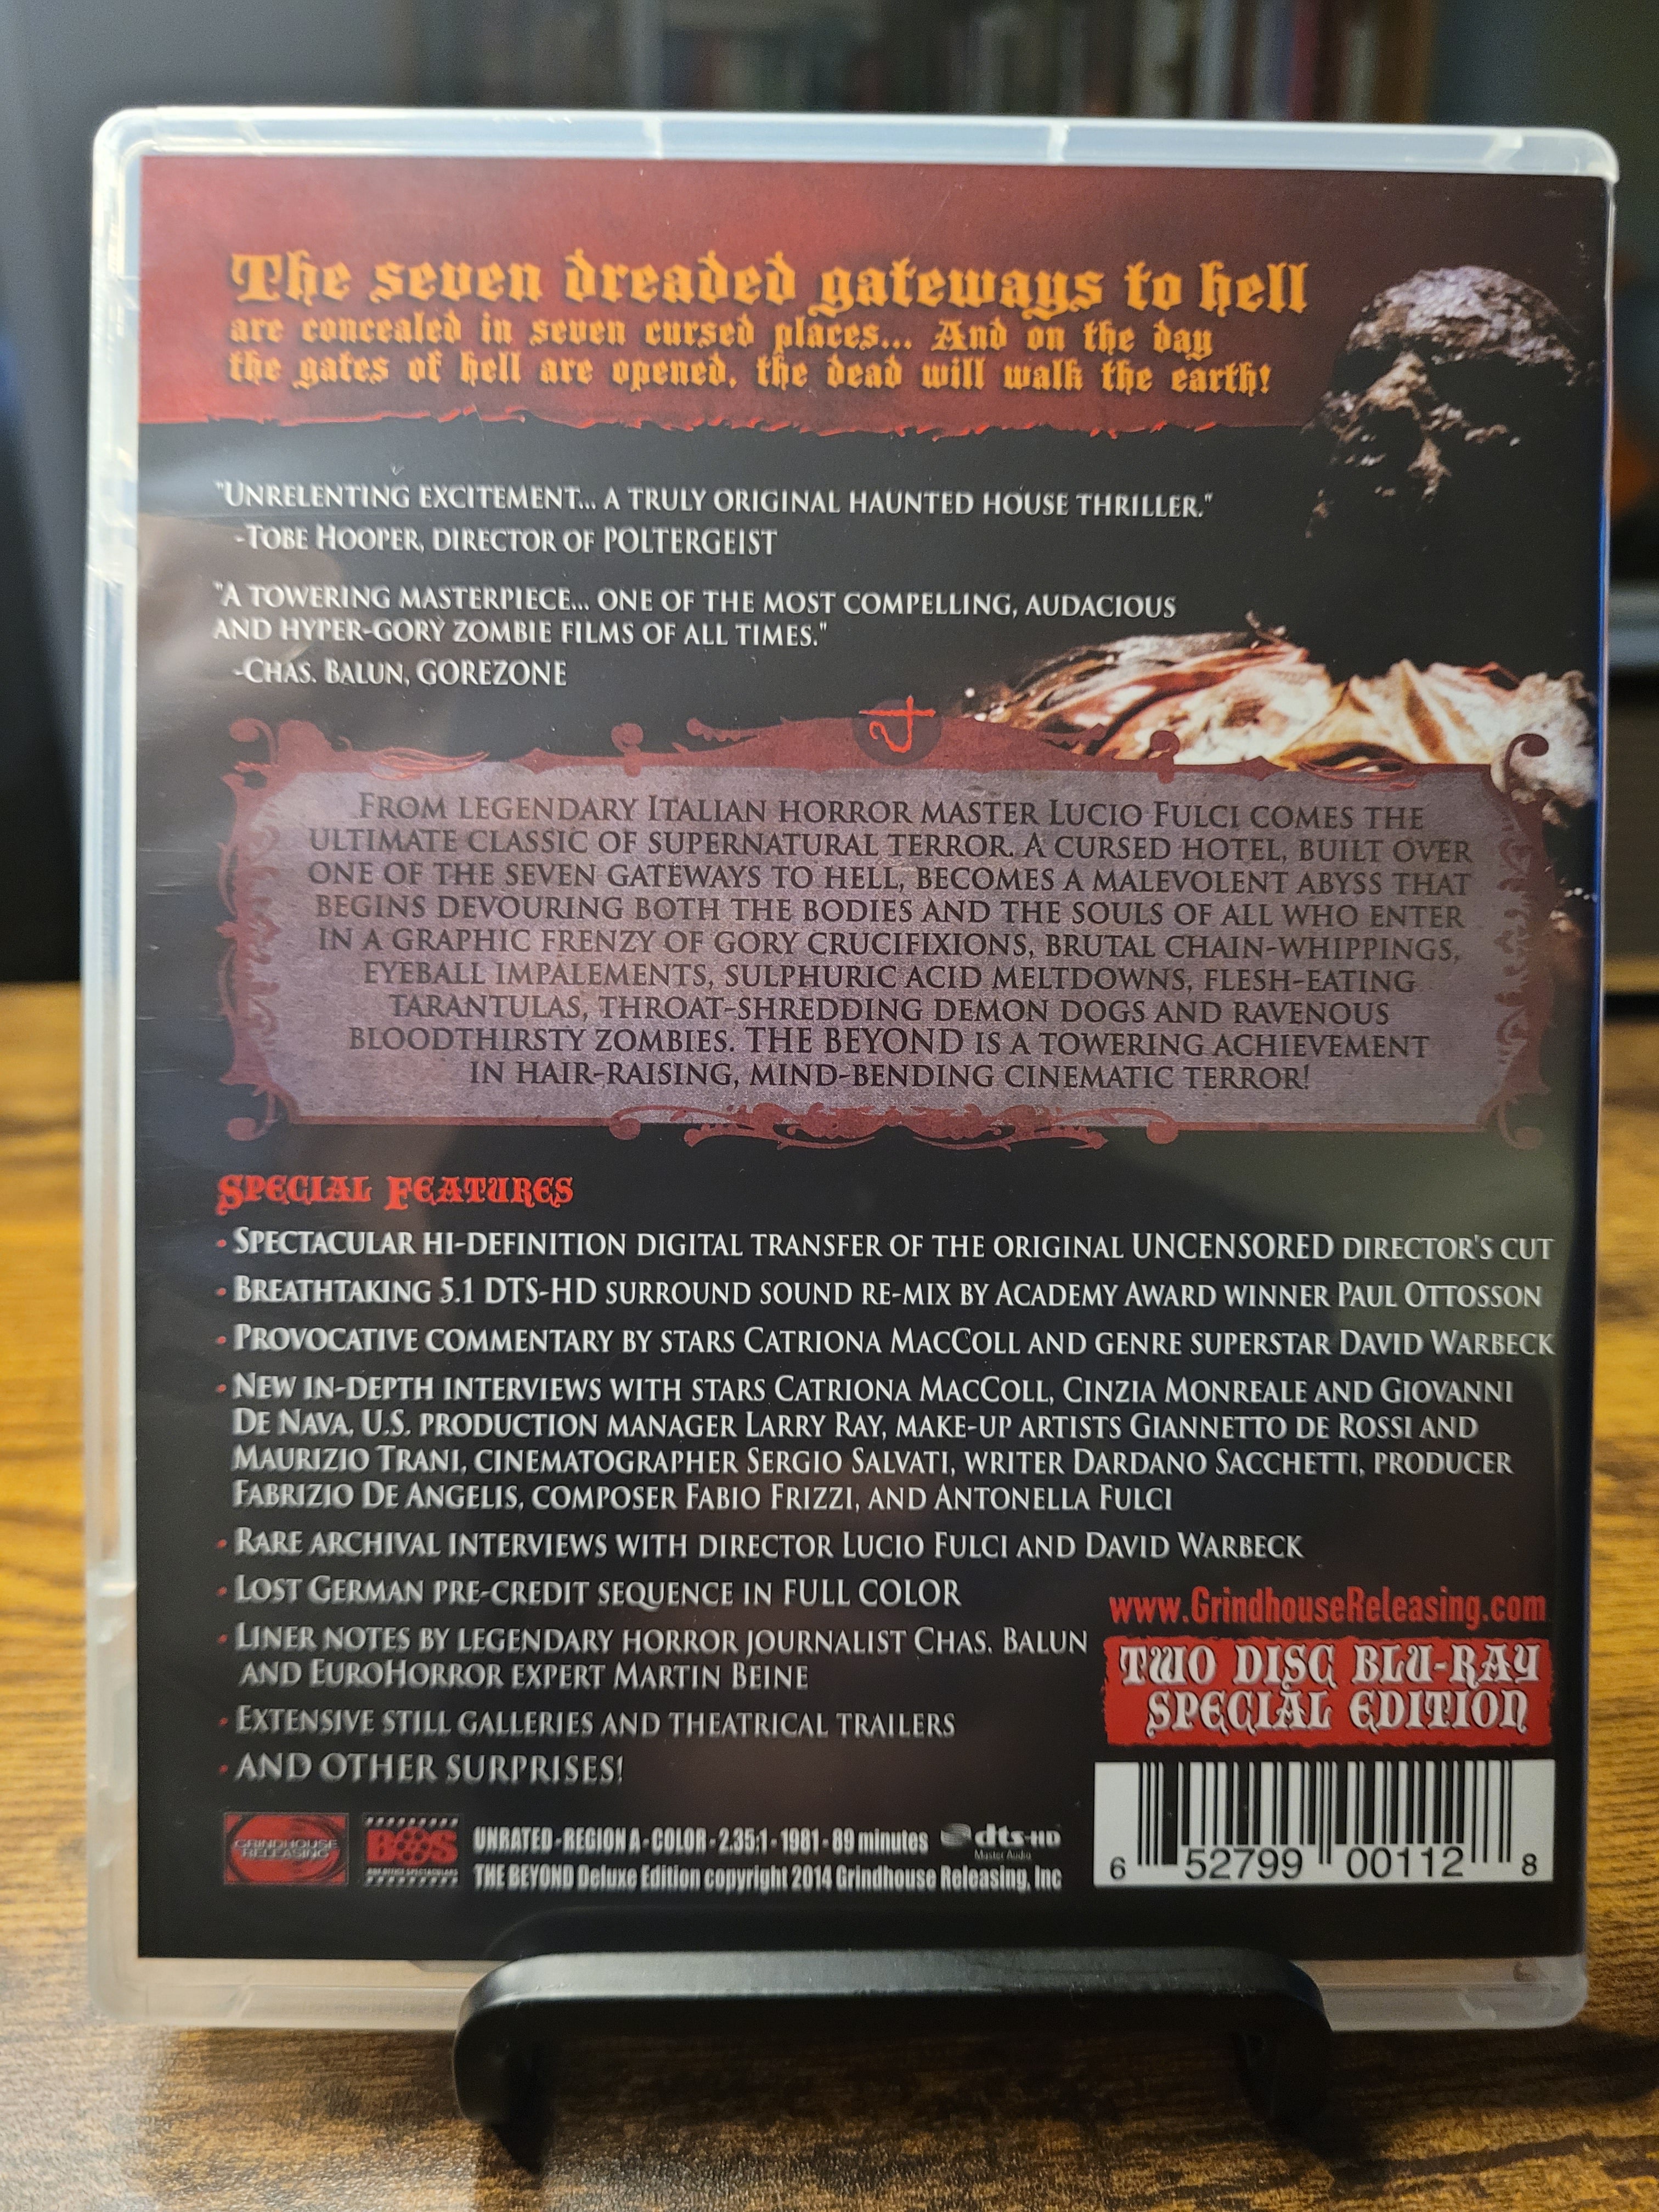 The seven dreaded gateways to hell
are concealed in seven cursed places... And on the day
the gates of hell are opened, the dead will walk the earth!
"UNRELENTING EXCITEMENT... A TRULY ORIGINAL HAUNTED HOUSE THRILLER."
-TOBE HOOPER, DIRECTOR OF POLTERGEIST
"A TOWERING MASTERPIECE... ONE OF THE MOST COMPELLING, AUDACIOUS
AND HYPER-GORY ZOMBIE FILMS OF ALL TIMES."
-CHAS. BALUN, GOREZONE
FROM LEGENDARY ITALIAN HORROR MASTER LUCIO FULCI COMES THE
ULTIMATE CLASSIC OF SUPERNATURAL TERROR. A CURSED HOTEL, BUILT OVER
ONE OF THE SEVEN GATEWAYS TO HELL, BECOMES A MALEVOLENT ABYSS THAT
BEGINS DEVOURING BOTH THE BODIES AND THE SOULS OF ALL WHO ENTER
IN A GRAPHIC FRENZY OF GORY CRUCIFIXIONS, BRUTAL CHAIN-WHIPPINGS,
EYEBALL IMPALEMENTS, SULPHURIC ACID MELTDOWNS, FLESH-EATING
TARANTULAS, THROAT-SHREDDING DEMON DOGS AND RAVENOUS
BLOODTHIRSTY ZOMBIES. THE BEYOND IS A TOWERING ACHIEVEMENT
IN HAIR-RAISING, MIND-BENDING CINEMATIC TERROR!
SPECIAL FEATURES
• SPECTACULAR HI-DEFINITION DIGITAL TRANSFER OF THE ORIGINAL UNCENSORED DIRECTOR'S CUT
• BREATHTAKING 5.1 DTS-HD SURROUND SOUND RE-MIX BY ACADEMY AWARD WINNER PAUL OTTOSSON
• PROVOCATIVE COMMENTARY BY STARS CATRIONA MACCOLL AND GENRE SUPERSTAR DAVID WARBECK
• NEW IN-DEPTH INTERVIEWS WITH STARS CATRIONA MACCOLL, CINZIA MONREALE AND GIOVANNI
DE NAVA, U.S. PRODUCTION MANAGER LARRY RAY, MAKE-UP ARTISTS GIANNETTO DE ROSSI AND
MAURIZIO TRANI, CINEMATOGRAPHER SERGIO SALVATI, WRITER DARDANO SACCHETTI, PRODUCER
FABRIZIO DE ANGELIS, COMPOSER FABIO FRIZZI, AND ANTONELLA FULCI
• RARE ARCHIVAL INTERVIEWS WITH DIRECTOR LUCIO FULCI AND DAVID WARBECK
• LOST GERMAN PRE-CREDIT SEQUENCE IN FULL COLOR
• LINER NOTES BY LEGENDARY HORROR JOURNALIST CHAS. BALUN
AND EUROHORROR EXPERT MARTIN BEINE
• EXTENSIVE STILL GALLERIES AND THEATRICAL TRAILERS
• AND OTHER SURPRISES!
www.GrindhouseReleasing.com
TWO DISC BLU-RAY
SPECIAL EDITION
GRINDHOUSE
RELEASING
BOS
BOX OFFICE SPECTACULARS
UNRATED - REGION A - COLOR - 2.35:1 - 1981 - 89 minutes
dts-HD
Master Audio
THE BEYOND Deluxe Edition copyright 2014 Grindhouse Releasing, Inc
6 52799 00112 8